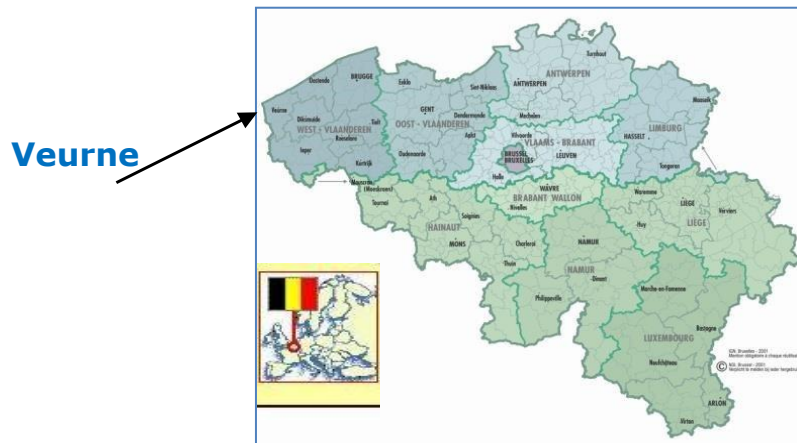 Veurne
Turnhout
ANTWERPEN
Oostende
BRUGGE
Eeklo
Sint-Niklaas
ANTWERPEN
Maaseik
Veurne
GENT
Mechelen
Diksmuide
Tielt
Dendermonde
WEST - VLAANDEREN
OOST - VLAANDEREN
Roeselare
Aalst
Vilvoorde
VLAAMS - BRABANT
HASSELT
LIMBURG
Ieper
Oudenaarde
BRUSSEL
BRUXELLES
LEUVEN
Kortrijk
Halle
Tongeren
Mouscron
(Moeskroen)
WAVRE
Waremme
Tournai
Ath
Nivelles
BRABANT WALLON
LIÈGE
Verviers
Soignies
Huy
LIÈGE
HAINAUT
MONS
Charleroi
NAMUR
Thuin
NAMUR
Dinant
Marche-en-Famenne
Philippeville
Bastogne
LUXEMBOURG
Neufchâteau
©
ARLON
Virton